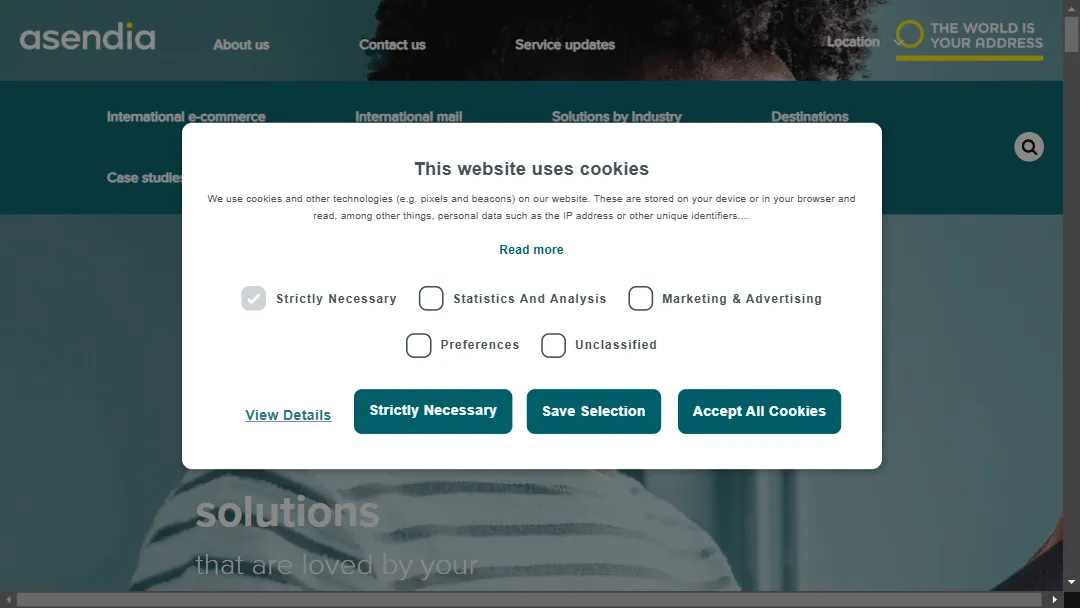 asendia
About us
Contact us
Service updates
Location
THE WORLD IS
YOUR ADDRESS
International e-commerce
International mail
Solutions by Industry
Destinations
Case studies
This website uses cookies
We use cookies and other technologies (e.g. pixels and beacons) on our website. These are stored on your device or in your browser and
read, among other things, personal data such as the IP address or other unique identifiers....
Read more
Strictly Necessary
Statistics And Analysis
Marketing & Advertising
Preferences
Unclassified
View Details
Strictly Necessary
Save Selection
Accept All Cookies
solutions
that are loved by your